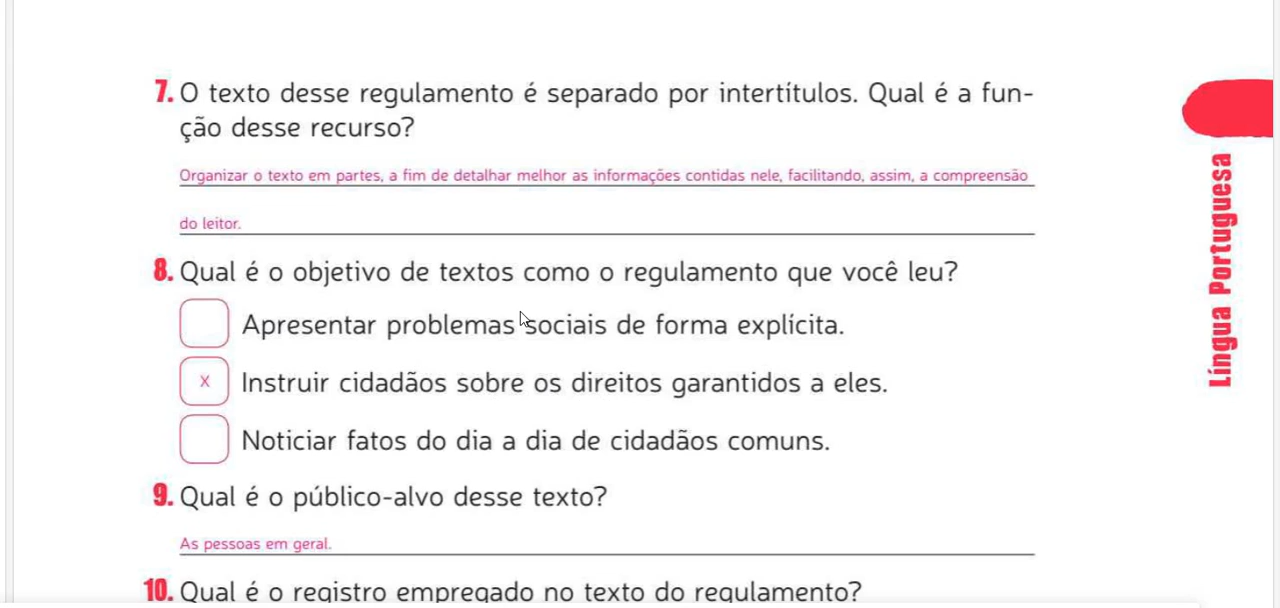 7. O texto desse regulamento é separado por intertítulos. Qual é a fun-
ção desse recurso?
Organizar o texto em partes, a fim de detalhar melhor as informações contidas nele, facilitando, assim, a compreensão
do leitor.
8. Qual é o objetivo de textos como o regulamento que você leu?
Apresentar problemas sociais de forma explícita.
x Instruir cidadãos sobre os direitos garantidos a eles.
Noticiar fatos do dia a dia de cidadãos comuns.
9. Qual é o público-alvo desse texto?
As pessoas em geral.
10. Qual é o registro empregado no texto do regulamento?
Língua Portuguesa